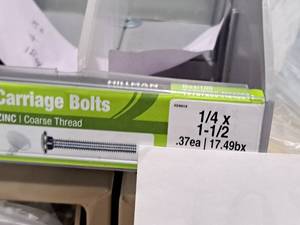 HILLMAN
Carriage Bolts
ZINC | Coarse Thread
1/4 x
1-1/2
.37ea | 17.49bx